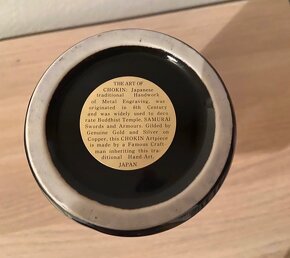 THE ART OF
CHOKIN: Japanese
traditional Handwork
of Metal Engraving, was
originated in 8th Century
and was widely used to deco
rate Buddhist Temple, SAMURAI
Swords and Armours. Gilded by
Genuine Gold and Silver on
Copper, this CHOKIN Artpiece
is made by a Famous Craft
man inheriting this tra-
ditional Hand-Art.
JAPAN